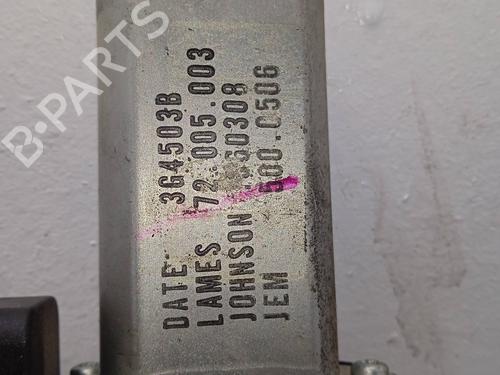 B-PARTS
DATE 3G4503B
LAMES 72.005.003
JOHNSON
JEM 500.0506